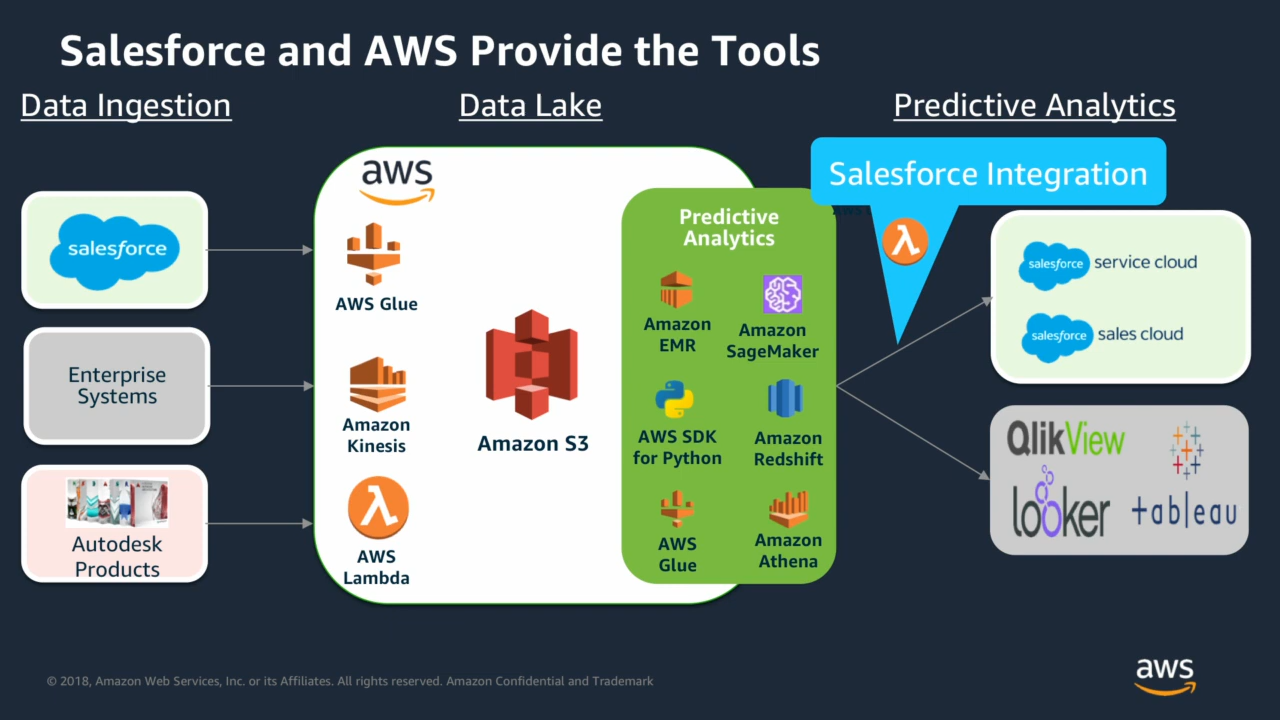 Salesforce and AWS Provide the Tools
Data Ingestion
Data Lake
Predictive Analytics
salesforce
Enterprise
Systems
Autodesk
Products
aws
AWS Glue
Amazon
Kinesis
AWS
Lambda
Amazon S3
Predictive
Analytics
Amazon
EMR
Amazon
SageMaker
AWS SDK
for Python
Amazon
Redshift
AWS
Glue
Amazon
Athena
Salesforce Integration
salesforce service cloud
salesforce sales cloud
QlikView
looker
+ableau
© 2018, Amazon Web Services, Inc. or its Affiliates. All rights reserved. Amazon Confidential and Trademark
aws